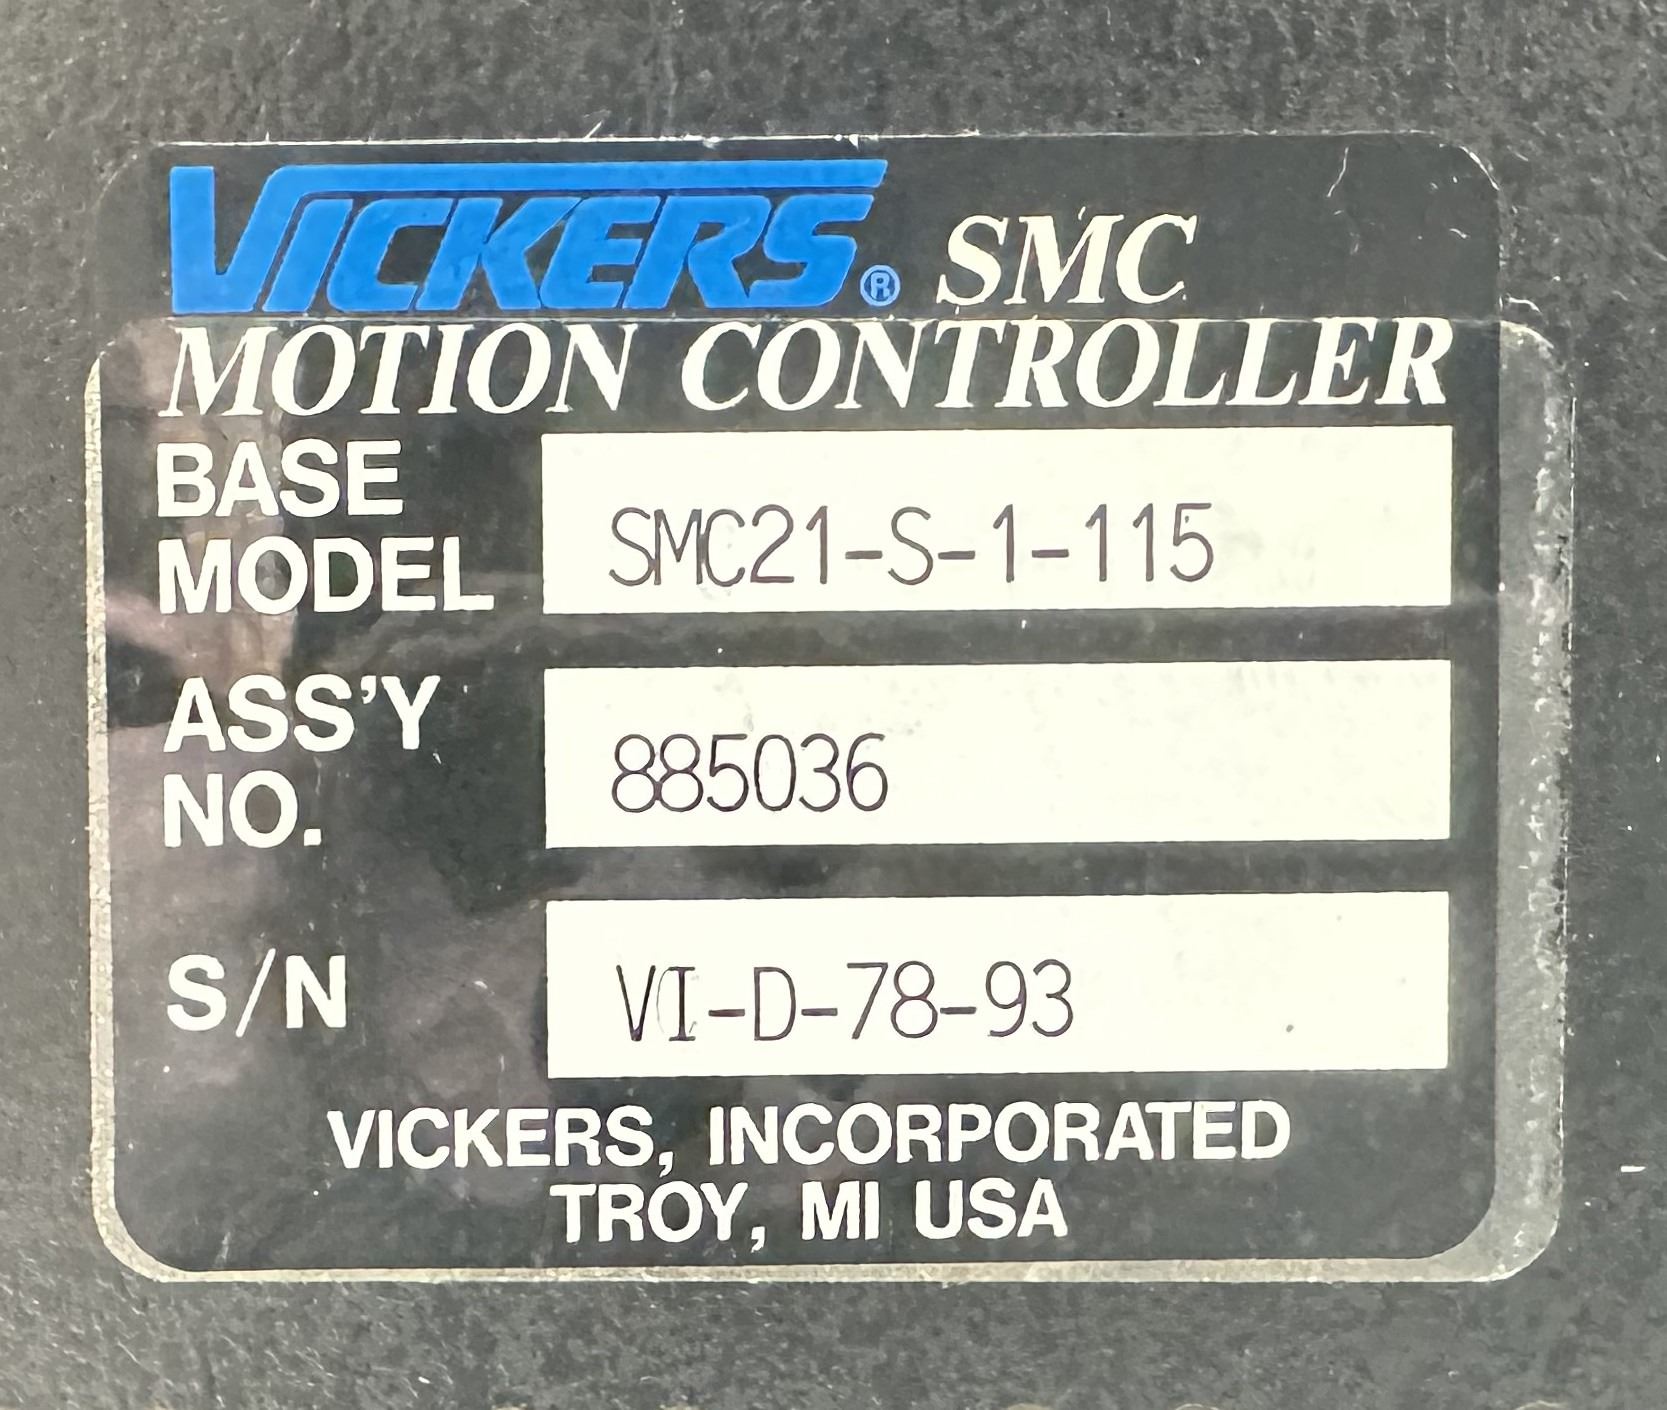 VICKERS® SMC
MOTION CONTROLLER
BASE
MODEL
SMC21-S-1-115
ASS'Y
NO.
885036
S/N
VI-D-78-93
VICKERS, INCORPORATED
TROY, MI USA